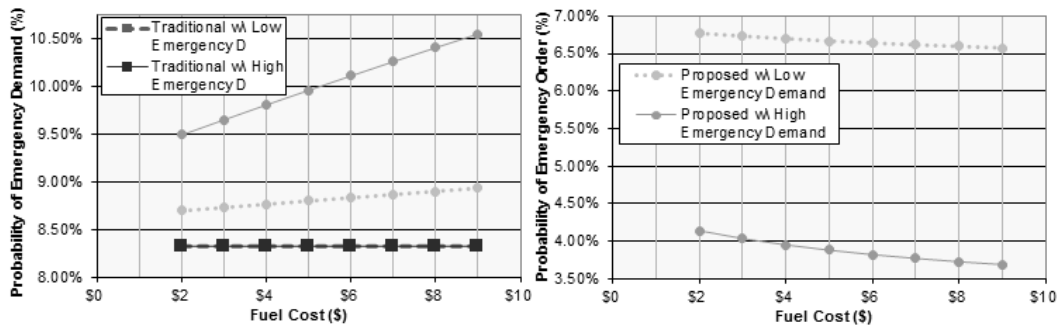 Probability of Emergency Demand (%)
10.50%
10.00%
9.50%
9.00%
8.50%
8.00%
Traditional w\ Low
Emergency D
Traditional w\ High
Emergency D
$0
$2
$4
$6
$8
$10
Fuel Cost ($)
Probability of Emergency Order (%)
7.00%
6.50%
6.00%
5.50%
5.00%
4.50%
4.00%
3.50%
Proposed w\ Low
Emergency Demand
Proposed w\ High
Emergency Demand
$0
$2
$4
$6
$8
$10
Fuel Cost ($)